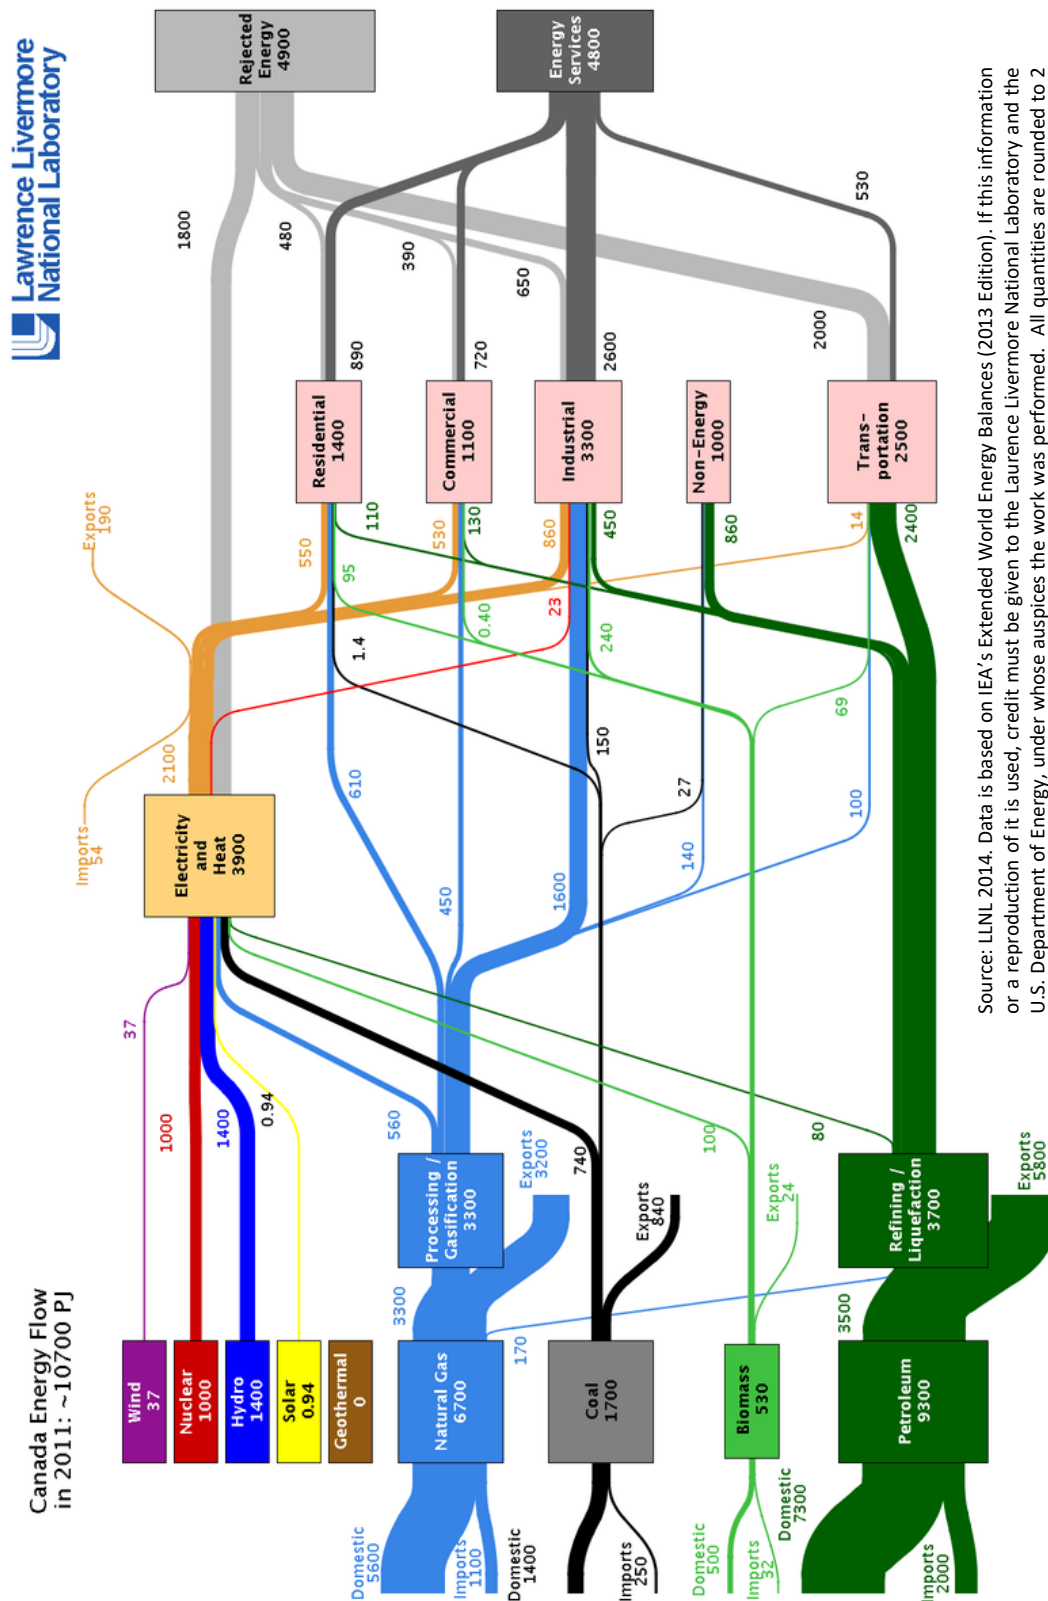 Canada Energy Flow
in 2011: ~10700 PJ
Lawrence Livermore
National Laboratory
Wind
37
Nuclear
1000
Hydro
1400
Solar
0.94
Geothermal
0
Natural Gas
6700
Coal
1700
Biomass
530
Petroleum
9300
Domestic
5600
Imports
1100
Domestic
1400
Imports
250
Domestic
500
Imports
32
Domestic
7300
Imports
2000
37
1000
1400
0.94
3300
170
3500
Processing /
Gasification
3300
Refining /
Liquefaction
3700
Exports
3200
Exports
840
Exports
24
Exports
5800
560
740
100
80
Electricity
and
Heat
3900
Imports
54
Exports
190
2100
610
450
1600
140
100
27
150
1.4
23
69
240
0.40
95
550
110
530
130
860
450
860
14
2400
Residential
1400
Commercial
1100
Industrial
3300
Non-Energy
1000
Trans-
portation
2500
890
720
2600
2000
1800
480
390
650
530
Rejected
Energy
4900
Energy
Services
4800
Source: LLNL 2014. Data is based on IEA's Extended World Energy Balances (2013 Edition). If this information
or a reproduction of it is used, credit must be given to the Laurence Livermore National Laboratory and the
U.S. Department of Energy, under whose auspices the work was performed. All quantities are rounded to 2